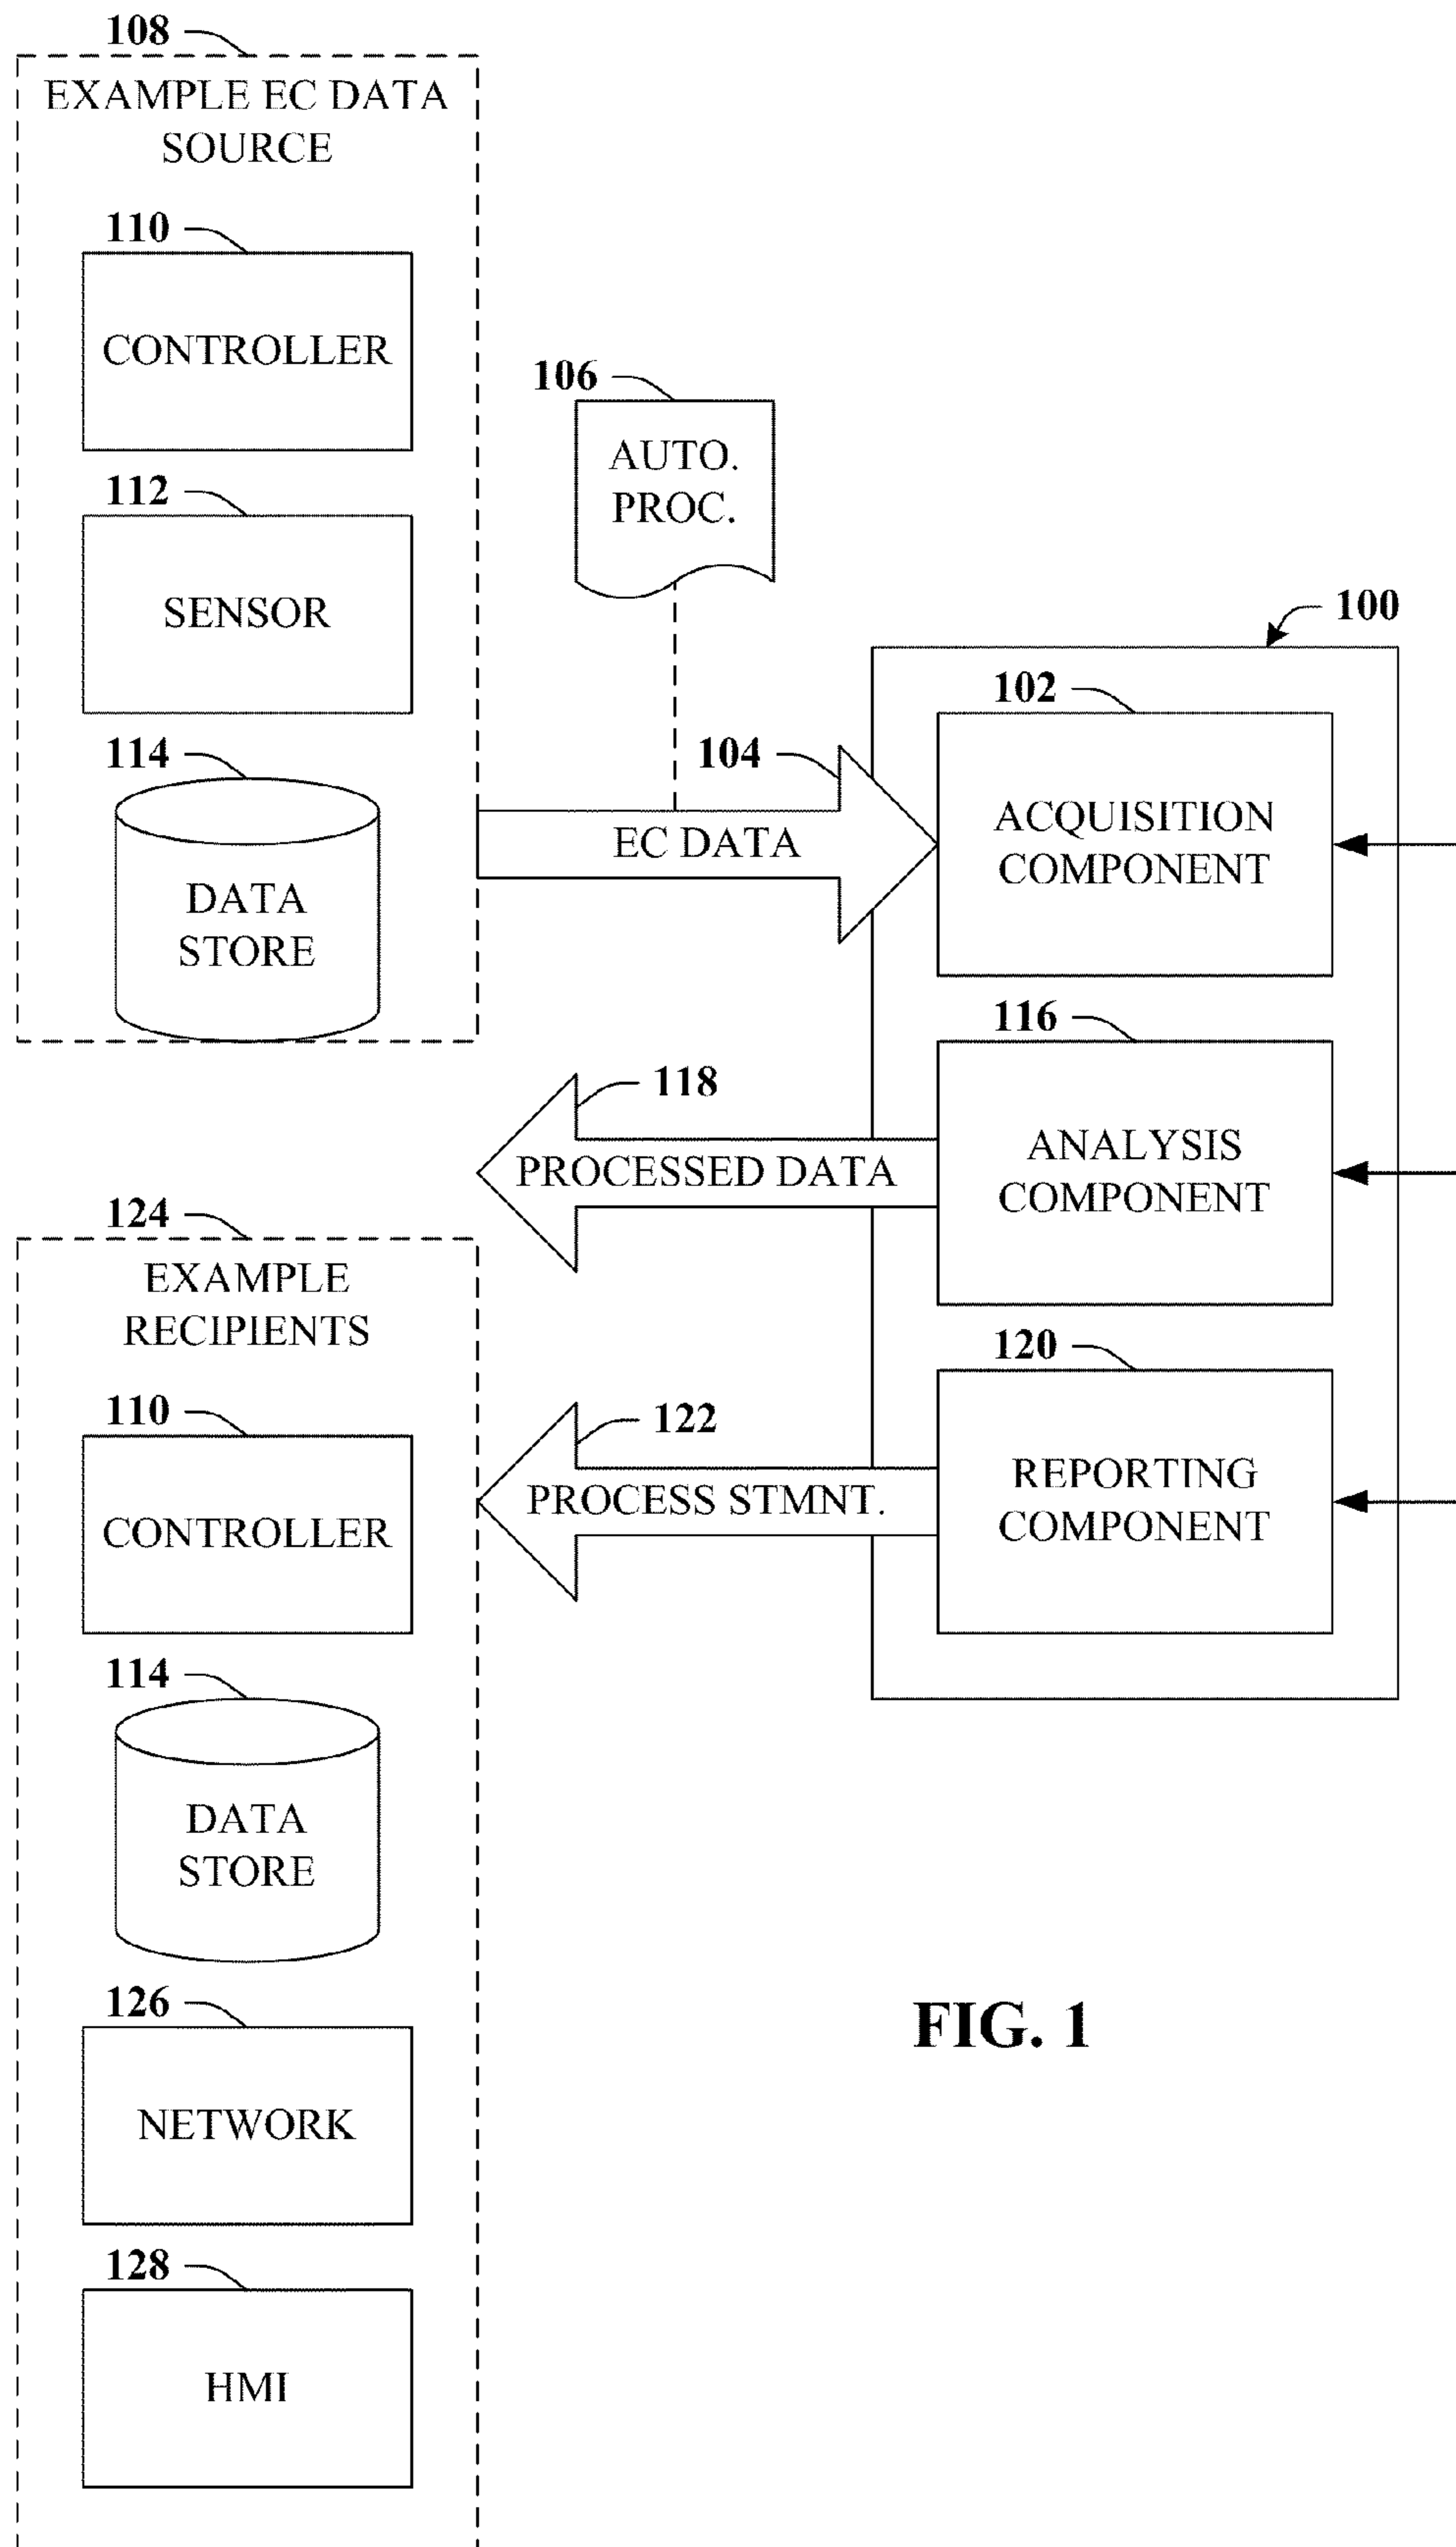 108
EXAMPLE EC DATA
SOURCE
110
CONTROLLER
112
SENSOR
114
DATA
STORE
106
AUTO.
PROC.
104
EC DATA
100
102
ACQUISITION
COMPONENT
116
ANALYSIS
COMPONENT
118
PROCESSED DATA
120
REPORTING
COMPONENT
122
PROCESS STMNT.
124
EXAMPLE
RECIPIENTS
110
CONTROLLER
114
DATA
STORE
126
NETWORK
128
HMI
FIG. 1